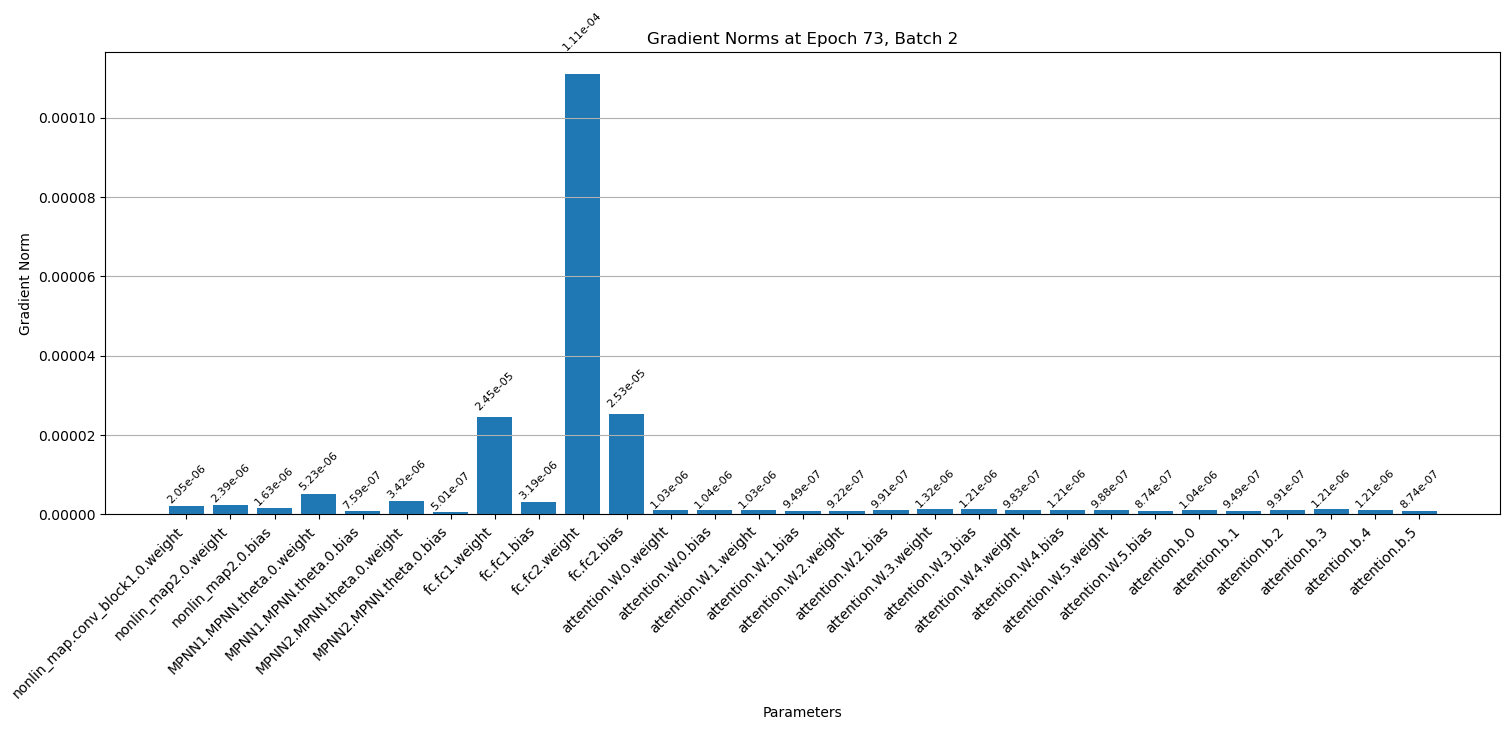 Gradient Norms at Epoch 73, Batch 2
Gradient Norm
0.00010
0.00008
0.00006
0.00004
0.00002
0.00000
2.05e-06
2.39e-06
1.63e-06
5.23e-06
7.59e-07
3.42e-06
5.01e-07
2.45e-05
3.19e-06
1.11e-04
2.53e-05
1.03e-06
1.04e-06
1.03e-06
9.49e-07
9.22e-07
9.91e-07
1.32e-06
1.21e-06
9.83e-07
1.21e-06
9.88e-07
8.74e-07
1.04e-06
9.49e-07
9.91e-07
1.21e-06
1.21e-06
8.74e-07
nonlin_map.conv_block1.0.weight
nonlin_map2.0.weight
nonlin_map2.0.bias
MPNN1.MPNN.theta.0.weight
MPNN1.MPNN.theta.0.bias
MPNN2.MPNN.theta.0.weight
MPNN2.MPNN.theta.0.bias
fc.fc1.weight
fc.fc1.bias
fc.fc2.weight
fc.fc2.bias
attention.W.0.weight
attention.W.0.bias
attention.W.1.weight
attention.W.1.bias
attention.W.2.weight
attention.W.2.bias
attention.W.3.weight
attention.W.3.bias
attention.W.4.weight
attention.W.4.bias
attention.W.5.weight
attention.W.5.bias
attention.b.0
attention.b.1
attention.b.2
attention.b.3
attention.b.4
attention.b.5
Parameters